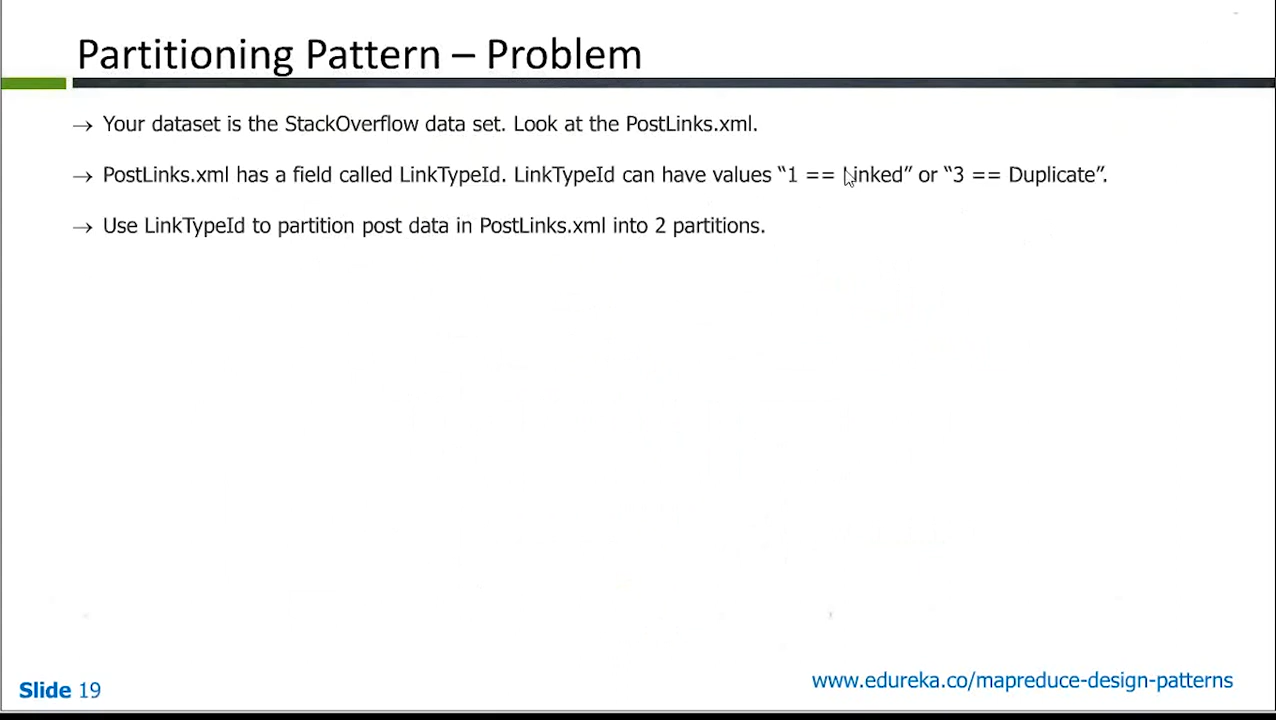 Partitioning Pattern – Problem
→ Your dataset is the StackOverflow data set. Look at the PostLinks.xml.
→ PostLinks.xml has a field called LinkTypeId. LinkTypeId can have values “1 == Linked” or “3 == Duplicate”.
→ Use LinkTypeId to partition post data in PostLinks.xml into 2 partitions.
Slide 19
www.edureka.co/mapreduce-design-patterns